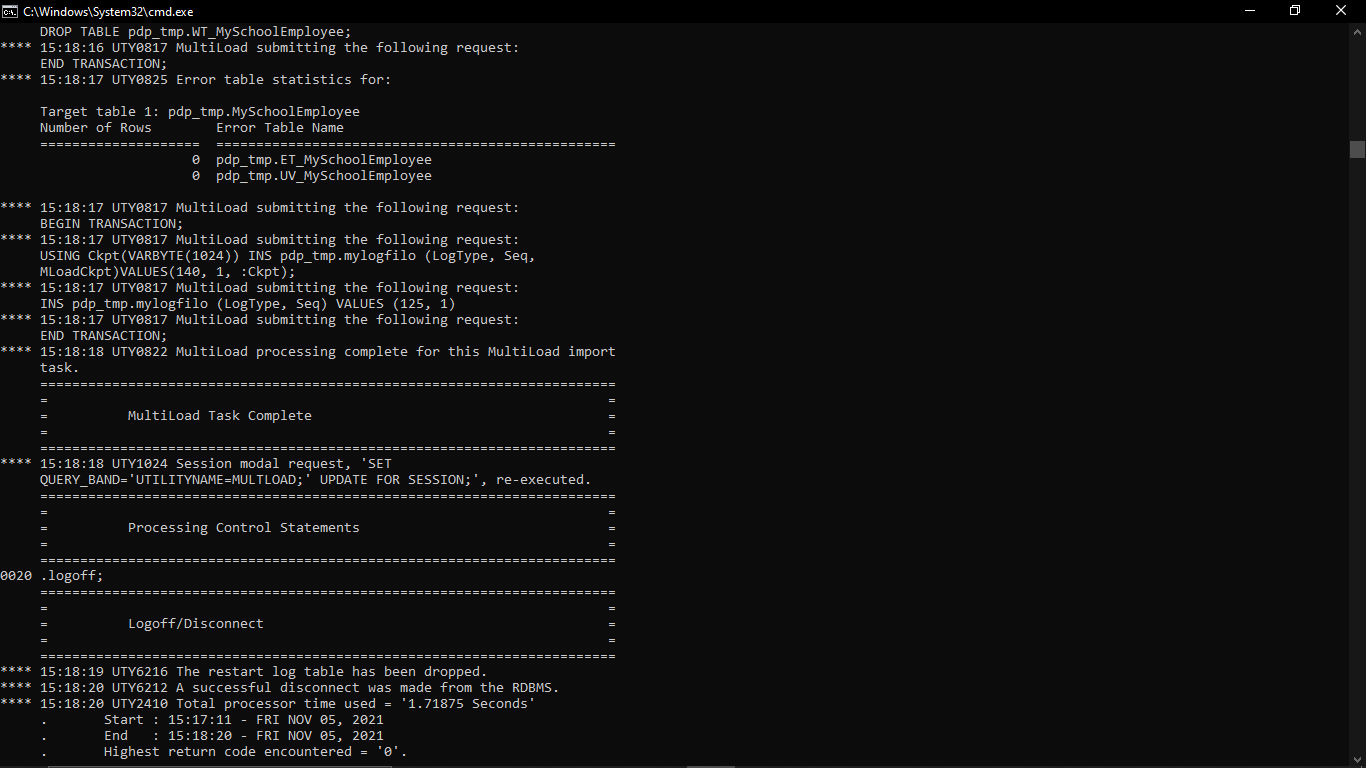 C:\Windows\System32\cmd.exe
DROP TABLE pdp_tmp.WT_MySchoolEmployee;
**** 15:18:16 UTY0817 MultiLoad submitting the following request:
END TRANSACTION;
**** 15:18:17 UTY0825 Error table statistics for:
Target table 1: pdp_tmp.MySchoolEmployee
Number of Rows        Error Table Name
====================  ==================================================
0  pdp_tmp.ET_MySchoolEmployee
0  pdp_tmp.UV_MySchoolEmployee
**** 15:18:17 UTY0817 MultiLoad submitting the following request:
BEGIN TRANSACTION;
**** 15:18:17 UTY0817 MultiLoad submitting the following request:
USING Ckpt(VARBYTE(1024)) INS pdp_tmp.mylogfilo (LogType, Seq,
MLoadCkpt)VALUES(140, 1, :Ckpt);
**** 15:18:17 UTY0817 MultiLoad submitting the following request:
INS pdp_tmp.mylogfilo (LogType, Seq) VALUES (125, 1)
**** 15:18:17 UTY0817 MultiLoad submitting the following request:
END TRANSACTION;
**** 15:18:18 UTY0822 MultiLoad processing complete for this MultiLoad import
task.
========================================================================
=                                                                      =
=          MultiLoad Task Complete                                     =
=                                                                      =
========================================================================
**** 15:18:18 UTY1024 Session modal request, 'SET
QUERY_BAND='UTILITYNAME=MULTLOAD;' UPDATE FOR SESSION;', re-executed.
========================================================================
=                                                                      =
=          Processing Control Statements                               =
=                                                                      =
========================================================================
0020 .logoff;
========================================================================
=                                                                      =
=          Logoff/Disconnect                                           =
=                                                                      =
========================================================================
**** 15:18:19 UTY6216 The restart log table has been dropped.
**** 15:18:20 UTY6212 A successful disconnect was made from the RDBMS.
**** 15:18:20 UTY2410 Total processor time used = '1.71875 Seconds'
.       Start : 15:17:11 - FRI NOV 05, 2021
.       End   : 15:18:20 - FRI NOV 05, 2021
.       Highest return code encountered = '0'.